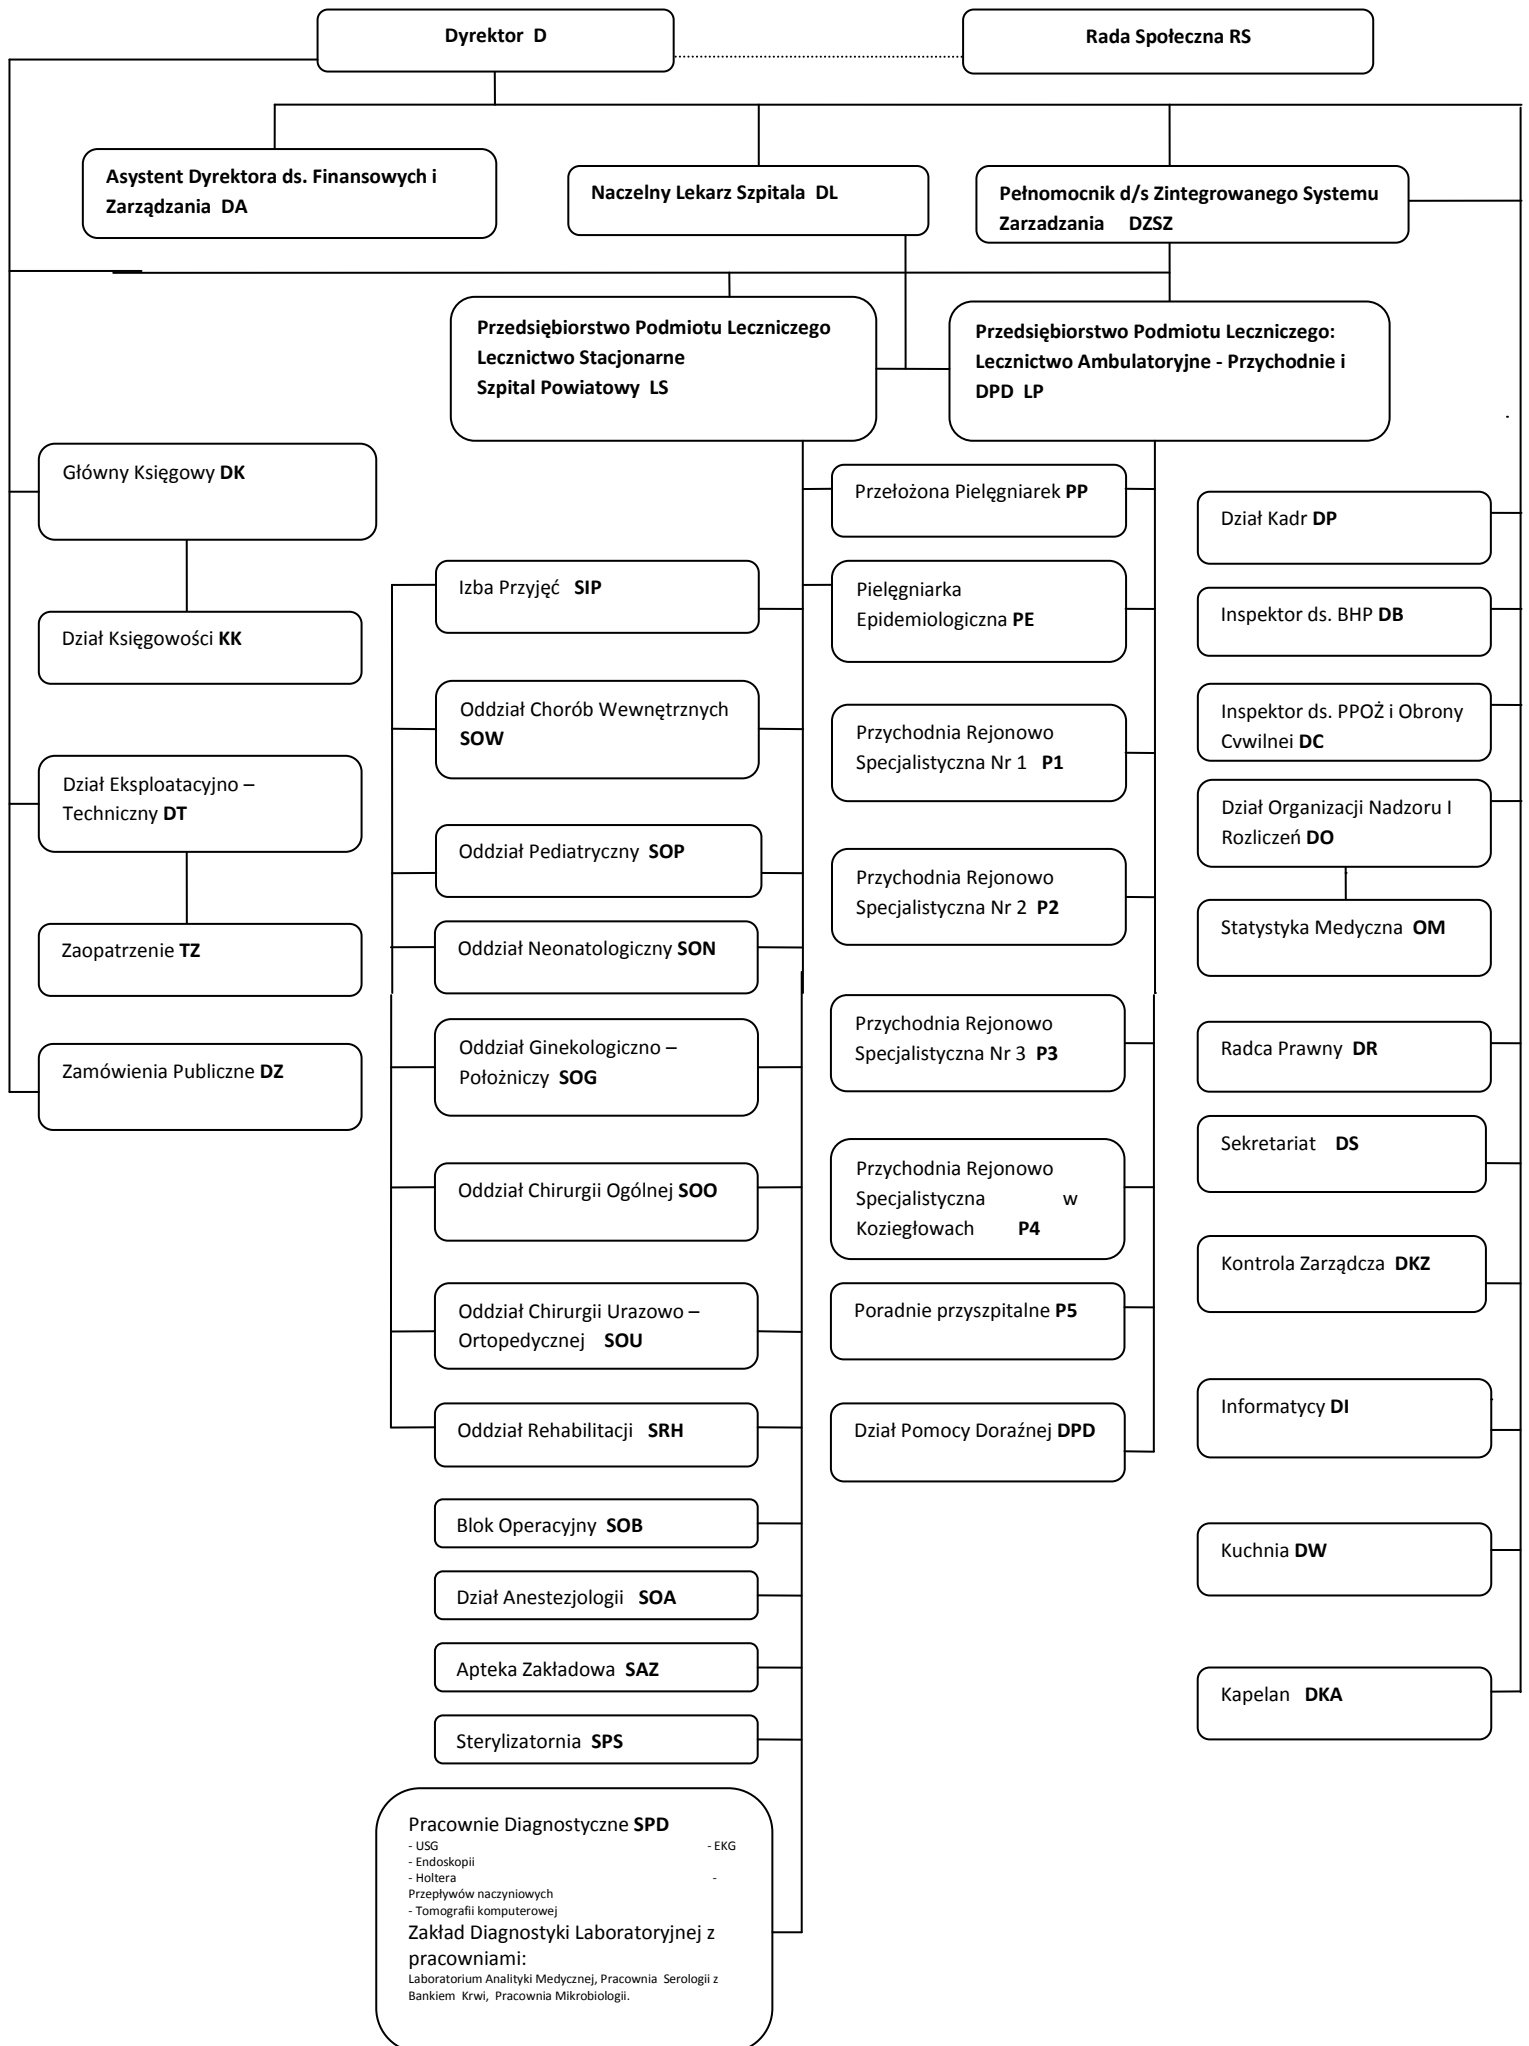 Dyrektor D
Rada Społeczna RS
Asystent Dyrektora ds. Finansowych i
Zarządzania DA
Naczelny Lekarz Szpitala DL
Pełnomocnik d/s Zintegrowanego Systemu
Zarzadzania DZSZ
Przedsiębiorstwo Podmiotu Leczniczego
Lecznictwo Stacjonarne
Szpital Powiatowy LS
Przedsiębiorstwo Podmiotu Leczniczego:
Lecznictwo Ambulatoryjne - Przychodnie i
DPD LP
Główny Księgowy DK
Dział Księgowości KK
Dział Eksploatacyjno –
Techniczny DT
Zaopatrzenie TZ
Zamówienia Publiczne DZ
Izba Przyjęć SIP
Oddział Chorób Wewnętrznych
SOW
Oddział Pediatryczny SOP
Oddział Neonatologiczny SON
Oddział Ginekologiczno –
Położniczy SOG
Oddział Chirurgii Ogólnej SOO
Oddział Chirurgii Urazowo –
Ortopedycznej SOU
Oddział Rehabilitacji SRH
Blok Operacyjny SOB
Dział Anestezjologii SOA
Apteka Zakładowa SAZ
Sterylizatornia SPS
Pracownie Diagnostyczne SPD
- USG - EKG
- Endoskopii
- Holtera -
Przepływów naczyniowych
- Tomografii komputerowej
Zakład Diagnostyki Laboratoryjnej z
pracowniami:
Laboratorium Analityki Medycznej, Pracownia Serologii z
Bankiem Krwi, Pracownia Mikrobiologii.
Przełożona Pielęgniarek PP
Pielęgniarka
Epidemiologiczna PE
Przychodnia Rejonowo
Specjalistyczna Nr 1 P1
Przychodnia Rejonowo
Specjalistyczna Nr 2 P2
Przychodnia Rejonowo
Specjalistyczna Nr 3 P3
Przychodnia Rejonowo
Specjalistyczna w
Koziegłowach P4
Poradnie przyszpitalne P5
Dział Pomocy Doraźnej DPD
Dział Kadr DP
Inspektor ds. BHP DB
Inspektor ds. PPOŻ i Obrony
Cywilnej DC
Dział Organizacji Nadzoru I
Rozliczeń DO
Statystyka Medyczna OM
Radca Prawny DR
Sekretariat DS
Kontrola Zarządcza DKZ
Informatycy DI
Kuchnia DW
Kapelan DKA